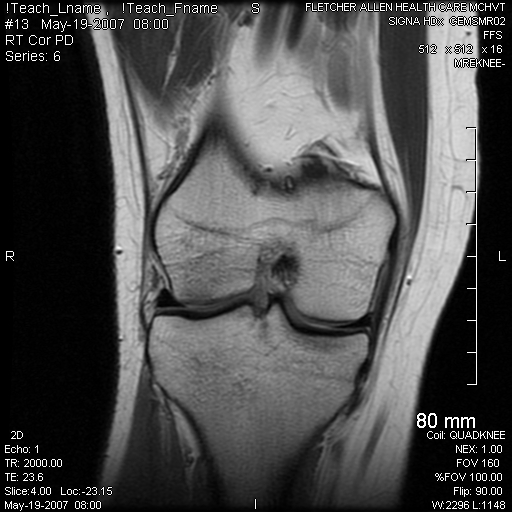 !Teach_Lname , !Teach_Fname S FLETCHER ALLEN HEALTH CARE MCHVT
#13 May-19-2007 08:00 SIGNA HDx GEMSMR02
RT Cor PD FFS
Series: 6 512 x 512 x 16
MREKNEE-
R L
80 mm
2D Coil: QUADKNEE
Echo: 1 NEX: 1.00
TR: 2000.00 FOV 160
TE: 23.6 %FOV 100.00
Slice:4.00 Loc:-23.15 Flip: 90.00
May-19-2007 08:00 I W:2296 L:1148